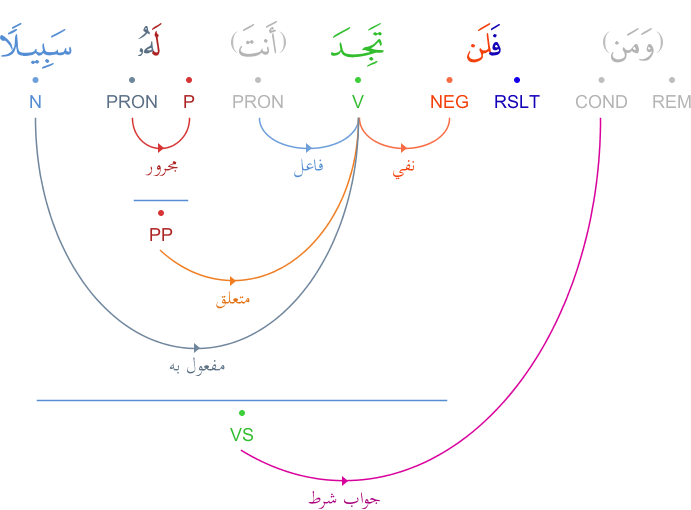 (وَمَن) فَلَن تَجِدَ (أَنتَ) لَهُۥ سَبِيلًا
REM COND RSLT NEG V PRON P PRON N
نفي فاعل مجرور
PP
متعلق
مفعول به
VS
جواب شرط